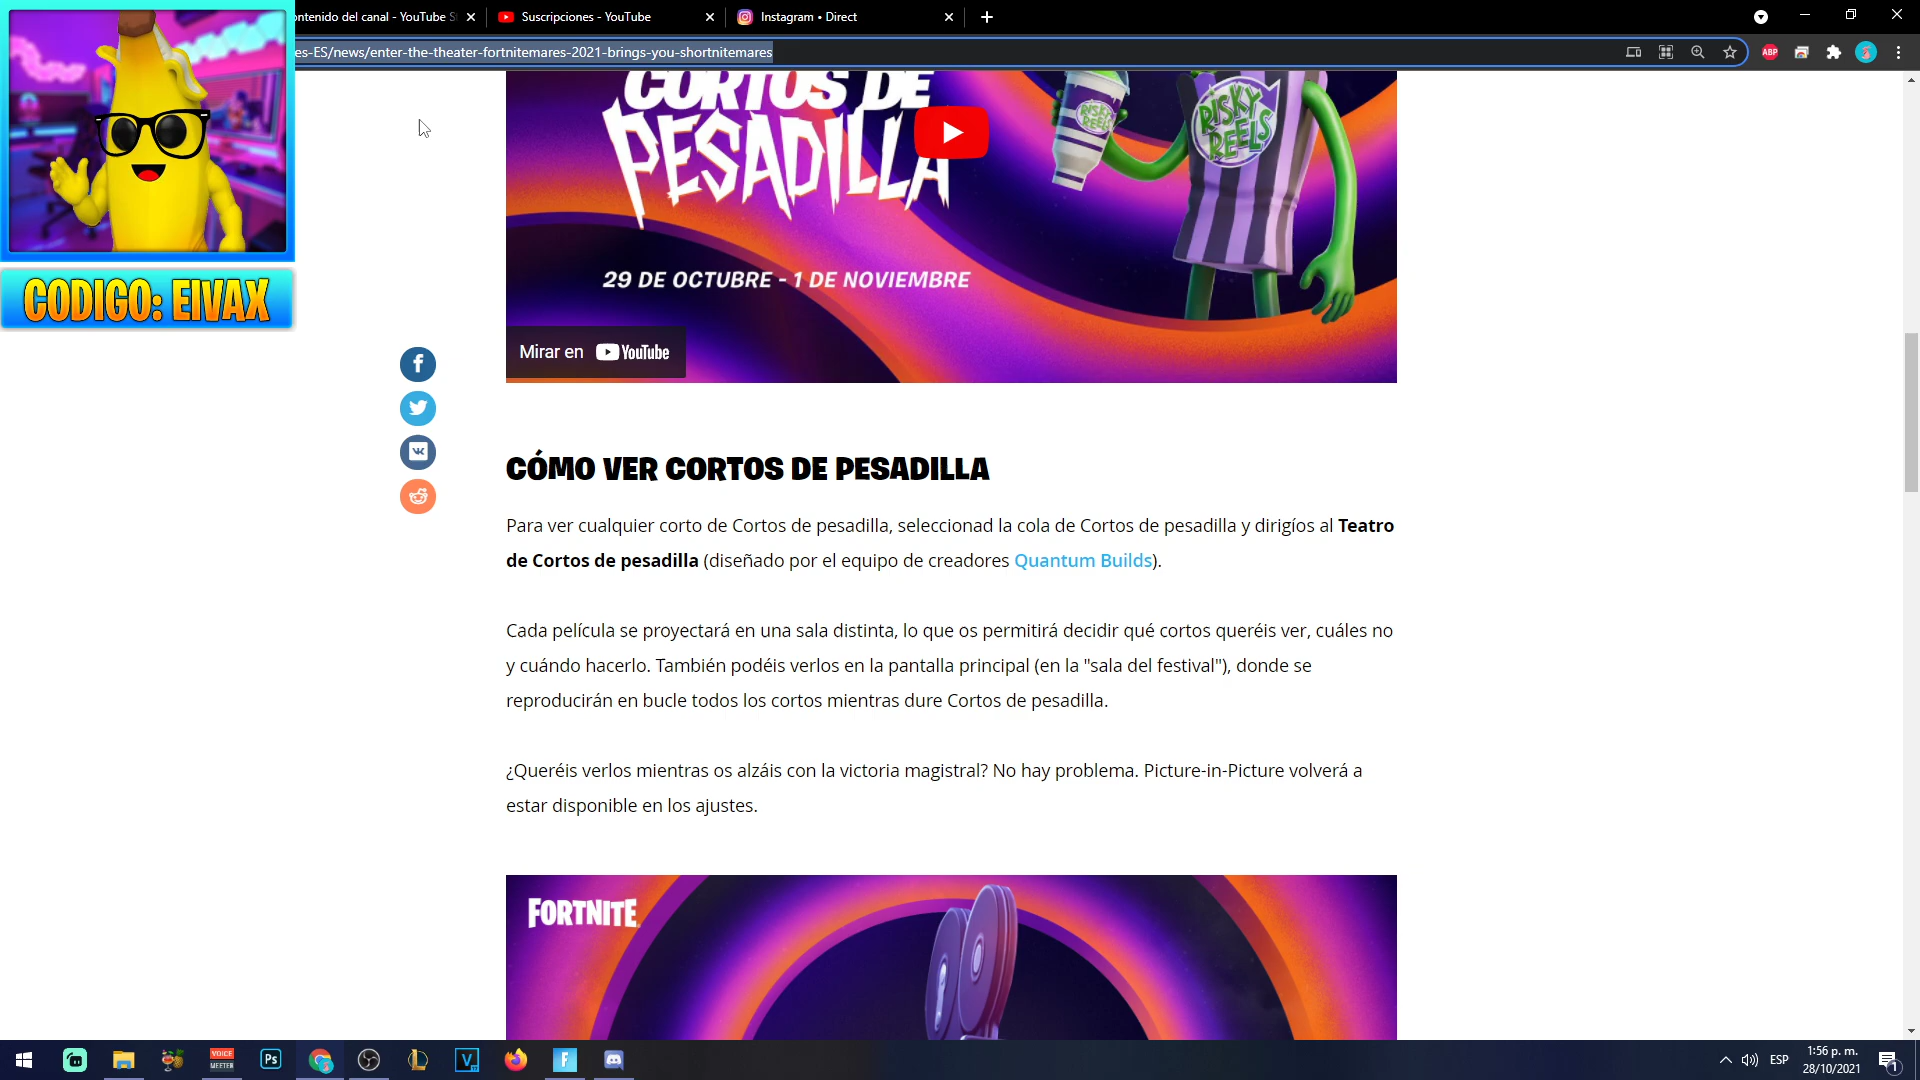 ontenido del canal - YouTube S
Suscripciones - YouTube
Instagram • Direct
es-ES/news/enter-the-theater-fortnitemares-2021-brings-you-shortnitemares
ABP
CORTOS DE
PESADILLA
RISKY
REELS
RISKY
REELS
29 DE OCTUBRE - 1 DE NOVIEMBRE
Mirar en YouTube
CODIGO: EIVAX
CÓMO VER CORTOS DE PESADILLA
Para ver cualquier corto de Cortos de pesadilla, seleccionad la cola de Cortos de pesadilla y dirigíos al Teatro
de Cortos de pesadilla (diseñado por el equipo de creadores Quantum Builds).
Cada película se proyectará en una sala distinta, lo que os permitirá decidir qué cortos queréis ver, cuáles no
y cuándo hacerlo. También podéis verlos en la pantalla principal (en la "sala del festival"), donde se
reproducirán en bucle todos los cortos mientras dure Cortos de pesadilla.
¿Queréis verlos mientras os alzáis con la victoria magistral? No hay problema. Picture-in-Picture volverá a
estar disponible en los ajustes.
FORTNITE
VOICE
MEETER
Ps
ESP
1:56 p. m.
28/10/2021
1